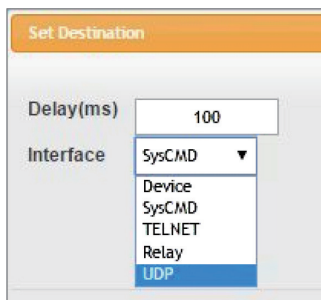 Set Destination
Delay(ms) 100
Interface SysCMD
Device
SysCMD
TELNET
Relay
UDP